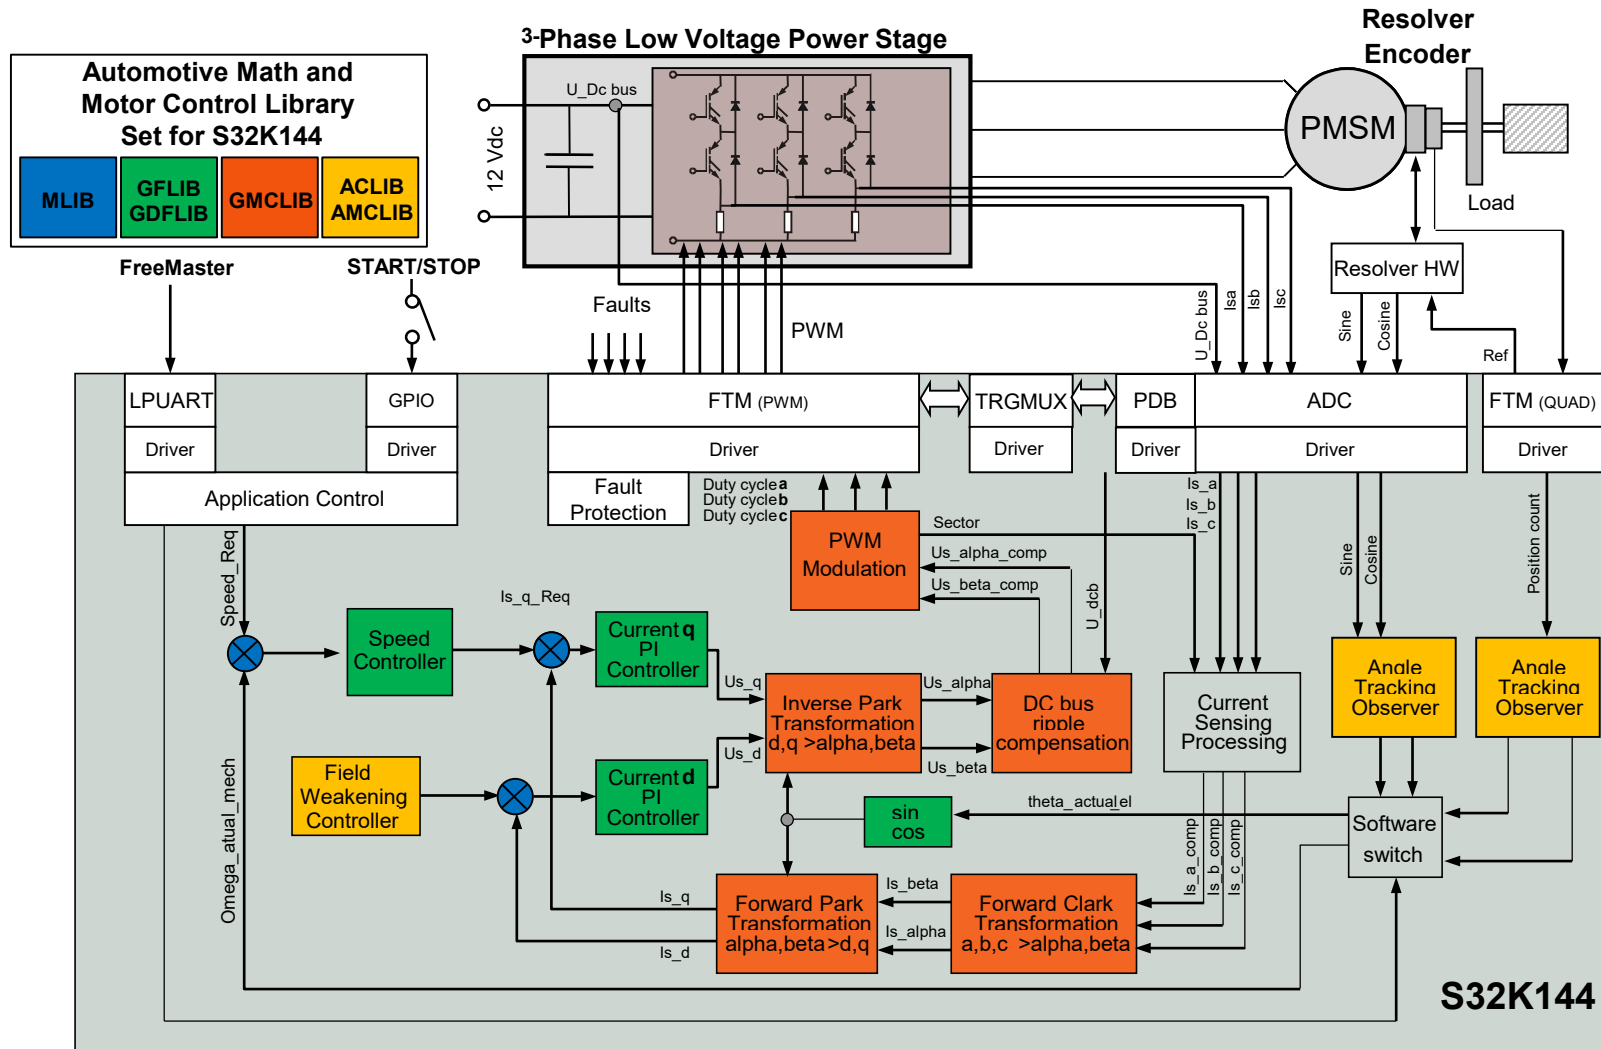 Resolver
Encoder
3-Phase Low Voltage Power Stage
Automotive Math and
Motor Control Library
Set for S32K144
MLIB
GFLIB
GDFLIB
GMCLIB
ACLIB
AMCLIB
U_Dc bus
12 Vdc
PMSM
Load
FreeMaster
START/STOP
Faults
PWM
U_Dc bus
Isa
Isb
Isc
Resolver HW
Sine
Cosine
Ref
LPUART
GPIO
FTM (PWM)
TRGMUX
PDB
ADC
FTM (QUAD)
Driver
Driver
Driver
Driver
Driver
Driver
Driver
Application Control
Fault
Protection
Duty cycle a
Duty cycle b
Duty cycle c
PWM
Modulation
Sector
Us_alpha_comp
Us_beta_comp
U_dcb
Is_a
Is_b
Is_c
Sine
Cosine
Position count
Speed_Req
Is_q_Req
Speed
Controller
Current q
PI
Controller
Us_q
Inverse Park
Transformation
d,q >alpha,beta
Us_alpha
Us_beta
DC bus
ripple
compensation
Current
Sensing
Processing
Angle
Tracking
Observer
Angle
Tracking
Observer
Us_d
Field
Weakening
Controller
Current d
PI
Controller
sin
cos
theta_actual el
Software
switch
Omega_atual_mech
Is_a_comp
Is_b_comp
Is_c_comp
Is_q
Is_d
Forward Park
Transformation
alpha,beta>d,q
Is_beta
Is_alpha
Forward Clark
Transformation
a,b,c >alpha,beta
S32K144